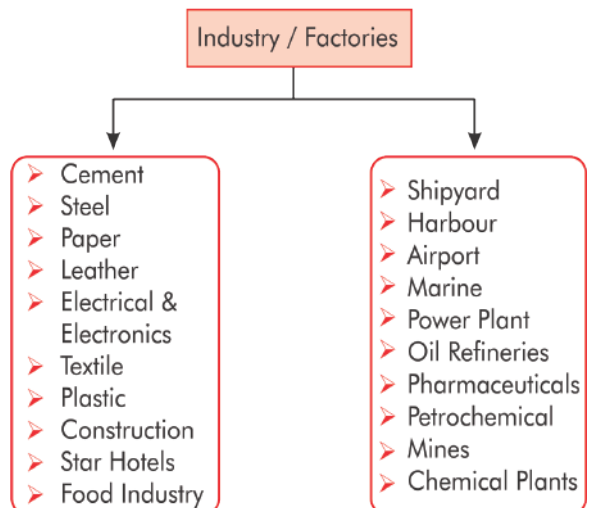 Industry / Factories
Cement
Steel
Paper
Leather
Electrical &
Electronics
Textile
Plastic
Construction
Star Hotels
Food Industry
Shipyard
Harbour
Airport
Marine
Power Plant
Oil Refineries
Pharmaceuticals
Petrochemical
Mines
Chemical Plants